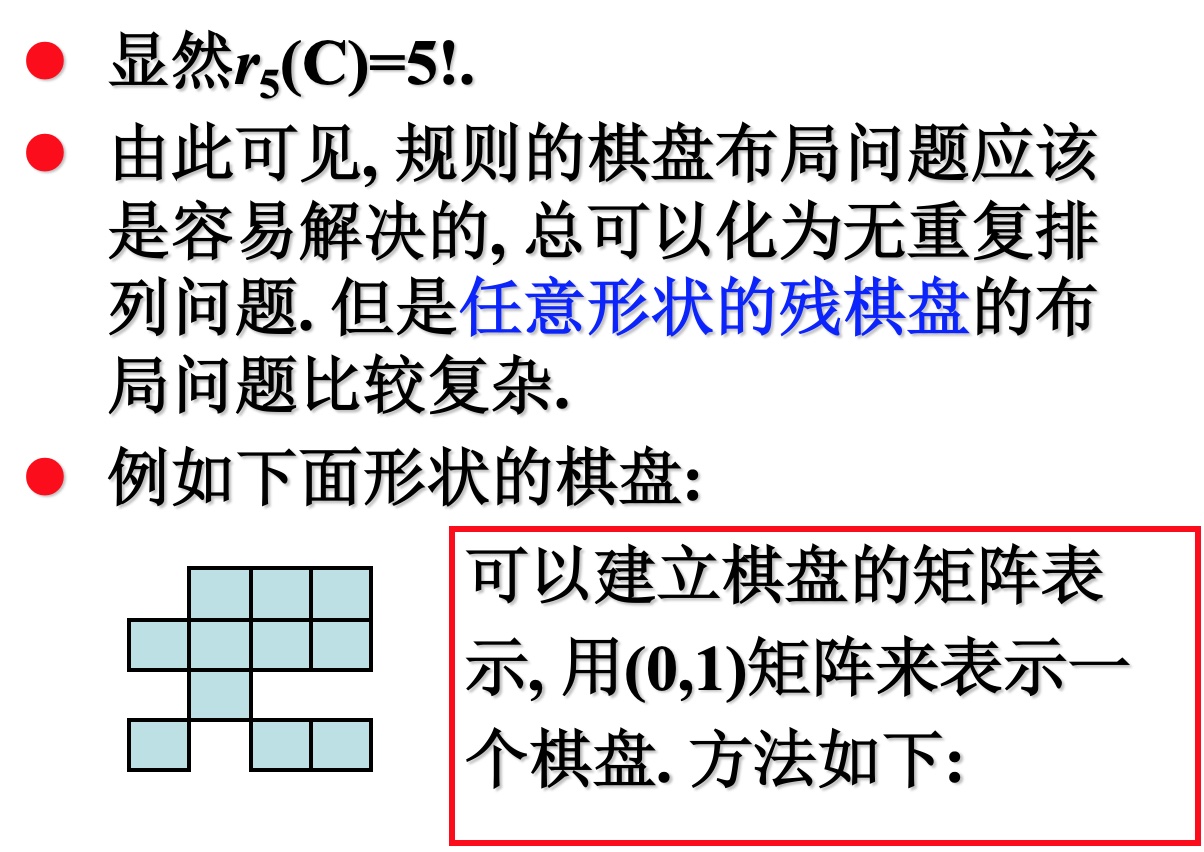 显然r₅(C)=5!.
由此可见, 规则的棋盘布局问题应该
是容易解决的, 总可以化为无重复排
列问题. 但是任意形状的残棋盘的布
局问题比较复杂.
例如下面形状的棋盘:
可以建立棋盘的矩阵表
示, 用(0,1)矩阵来表示一
个棋盘. 方法如下: